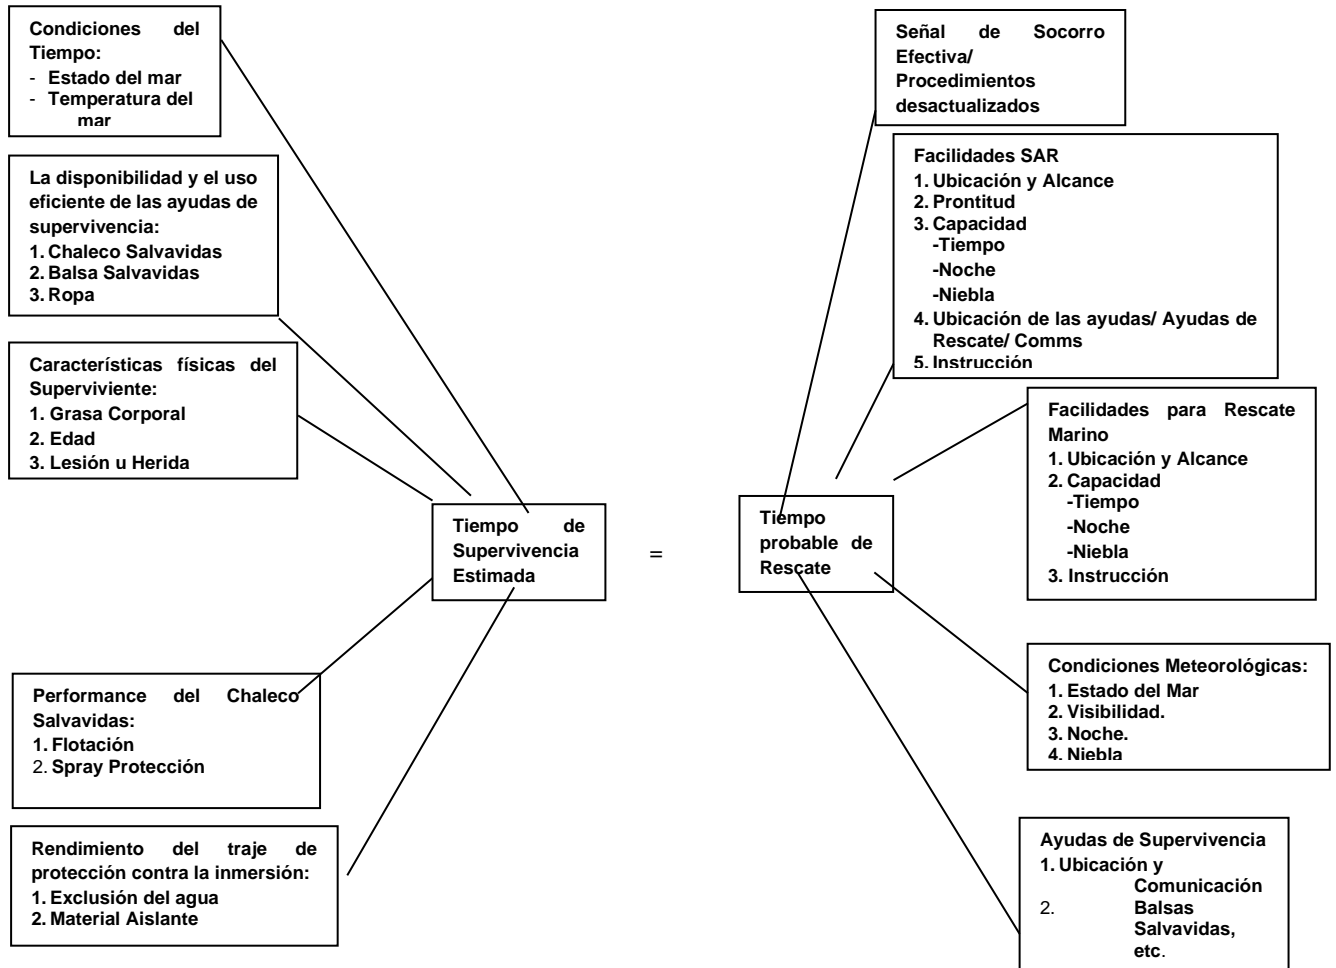 Condiciones del
Tiempo:
- Estado del mar
- Temperatura del
mar
La disponibilidad y el uso
eficiente de las ayudas de
supervivencia:
1. Chaleco Salvavidas
2. Balsa Salvavidas
3. Ropa
Características físicas del
Superviviente:
1. Grasa Corporal
2. Edad
3. Lesión u Herida
Tiempo de
Supervivencia
Estimada
Performance del Chaleco
Salvavidas:
1. Flotación
2. Spray Protección
Rendimiento del traje de
protección contra la inmersión:
1. Exclusión del agua
2. Material Aislante
=
Señal de Socorro
Efectiva/
Procedimientos
desactualizados
Facilidades SAR
1. Ubicación y Alcance
2. Prontitud
3. Capacidad
-Tiempo
-Noche
-Niebla
4. Ubicación de las ayudas/ Ayudas de
Rescate/ Comms
5. Instrucción
Facilidades para Rescate
Marino
1. Ubicación y Alcance
2. Capacidad
-Tiempo
-Noche
-Niebla
3. Instrucción
Tiempo
probable de
Rescate
Condiciones Meteorológicas:
1. Estado del Mar
2. Visibilidad.
3. Noche.
4. Niebla
Ayudas de Supervivencia
1. Ubicación y
Comunicación
2. Balsas
Salvavidas,
etc.